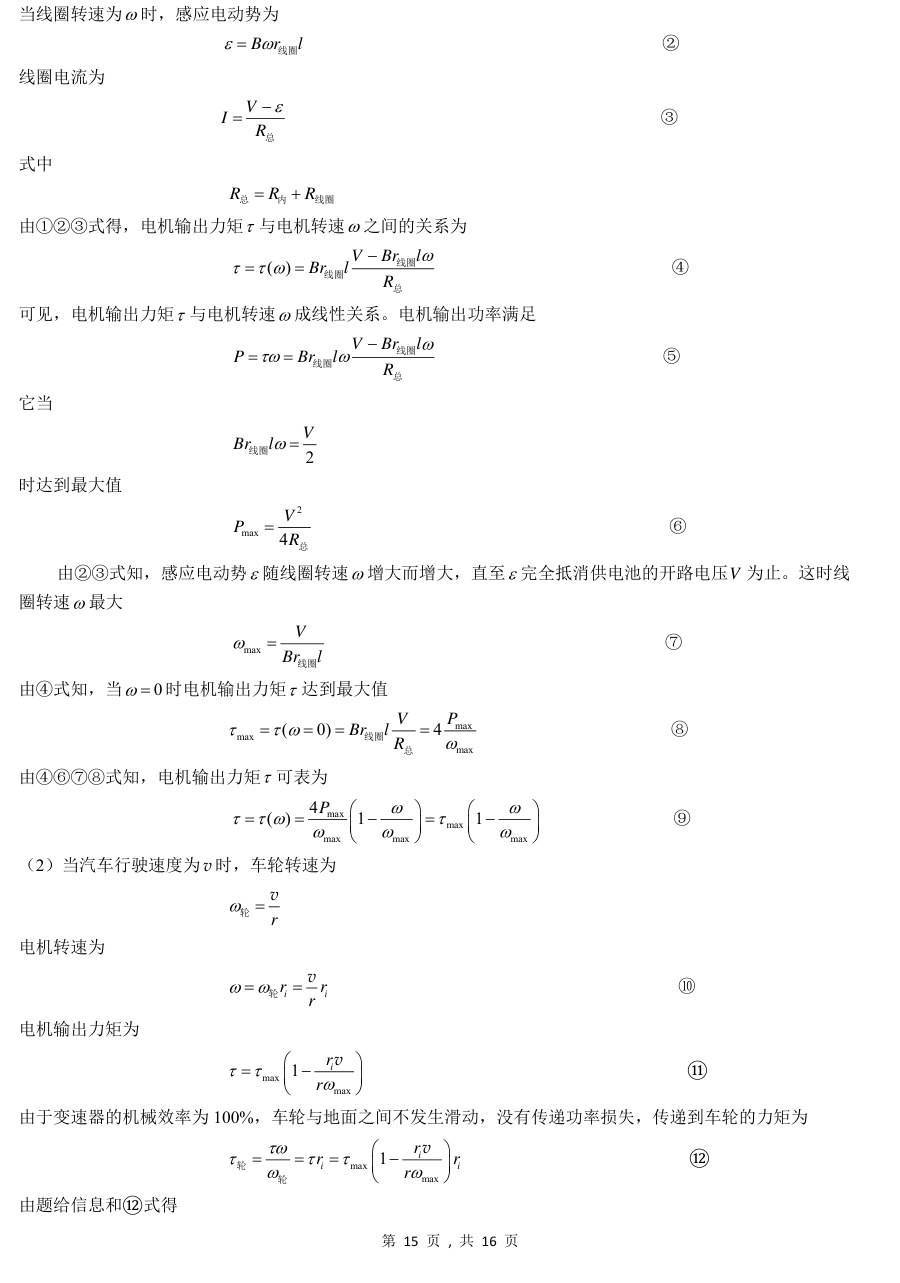 当线圈转速为ω时，感应电动势为
ε = Bωr线圈l ②
线圈电流为
I = (V − ε)/R总 ③
式中
R总 = R内 + R线圈
由①②③式得，电机输出力矩τ与电机转速ω之间的关系为
τ = τ(ω) = Br线圈l (V − Br线圈lω)/R总 ④
可见，电机输出力矩τ与电机转速ω成线性关系。电机输出功率满足
P = τω = Br线圈lω (V − Br线圈lω)/R总 ⑤
它当
Br线圈lω = V/2
时达到最大值
Pmax = V²/(4R总) ⑥
由②③式知，感应电动势ε随线圈转速ω增大而增大，直至ε完全抵消供电池的开路电压V 为止。这时线
圈转速ω最大
ωmax = V/(Br线圈l) ⑦
由④式知，当ω = 0时电机输出力矩τ达到最大值
τmax = τ(ω = 0) = Br线圈l V/R总 = 4 Pmax/ωmax ⑧
由④⑥⑦⑧式知，电机输出力矩τ可表为
τ = τ(ω) = (4Pmax/ωmax)(1 − ω/ωmax) = τmax(1 − ω/ωmax) ⑨
（2）当汽车行驶速度为v时，车轮转速为
ω轮 = v/r
电机转速为
ω = ω轮ri = (v/r)ri ⑩
电机输出力矩为
τ = τmax(1 − riv/(rωmax)) ⑪
由于变速器的机械效率为 100%，车轮与地面之间不发生滑动，没有传递功率损失，传递到车轮的力矩为
τ轮 = τω/ω轮 = τri = τmax(1 − riv/(rωmax))ri ⑫
由题给信息和⑫式得
第 15 页，共 16 页